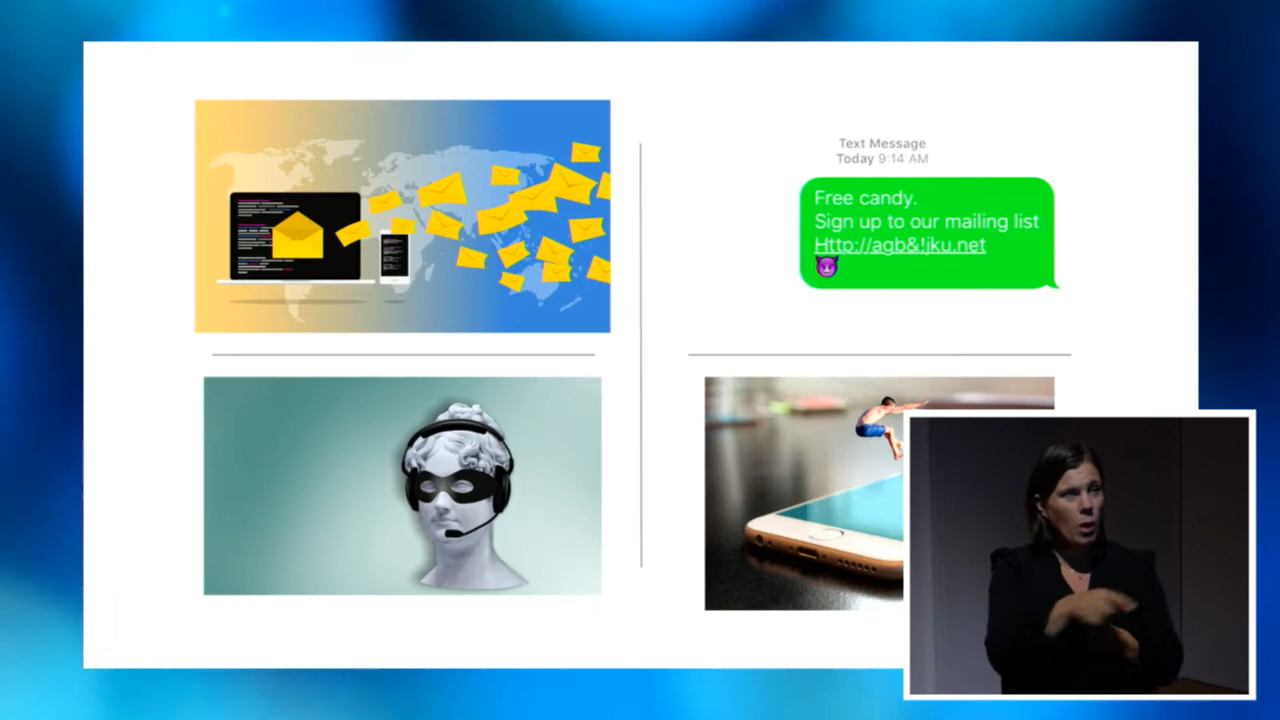 Text Message
Today 9:14 AM
Free candy.
Sign up to our mailing list
Http://agb&!jku.net